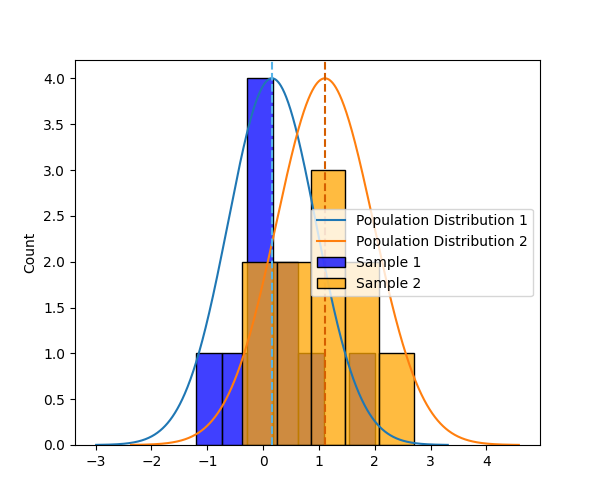 4.0
3.5
3.0
2.5
2.0
1.5
1.0
0.5
0.0
Count
Population Distribution 1
Population Distribution 2
Sample 1
Sample 2
−3 −2 −1 0 1 2 3 4